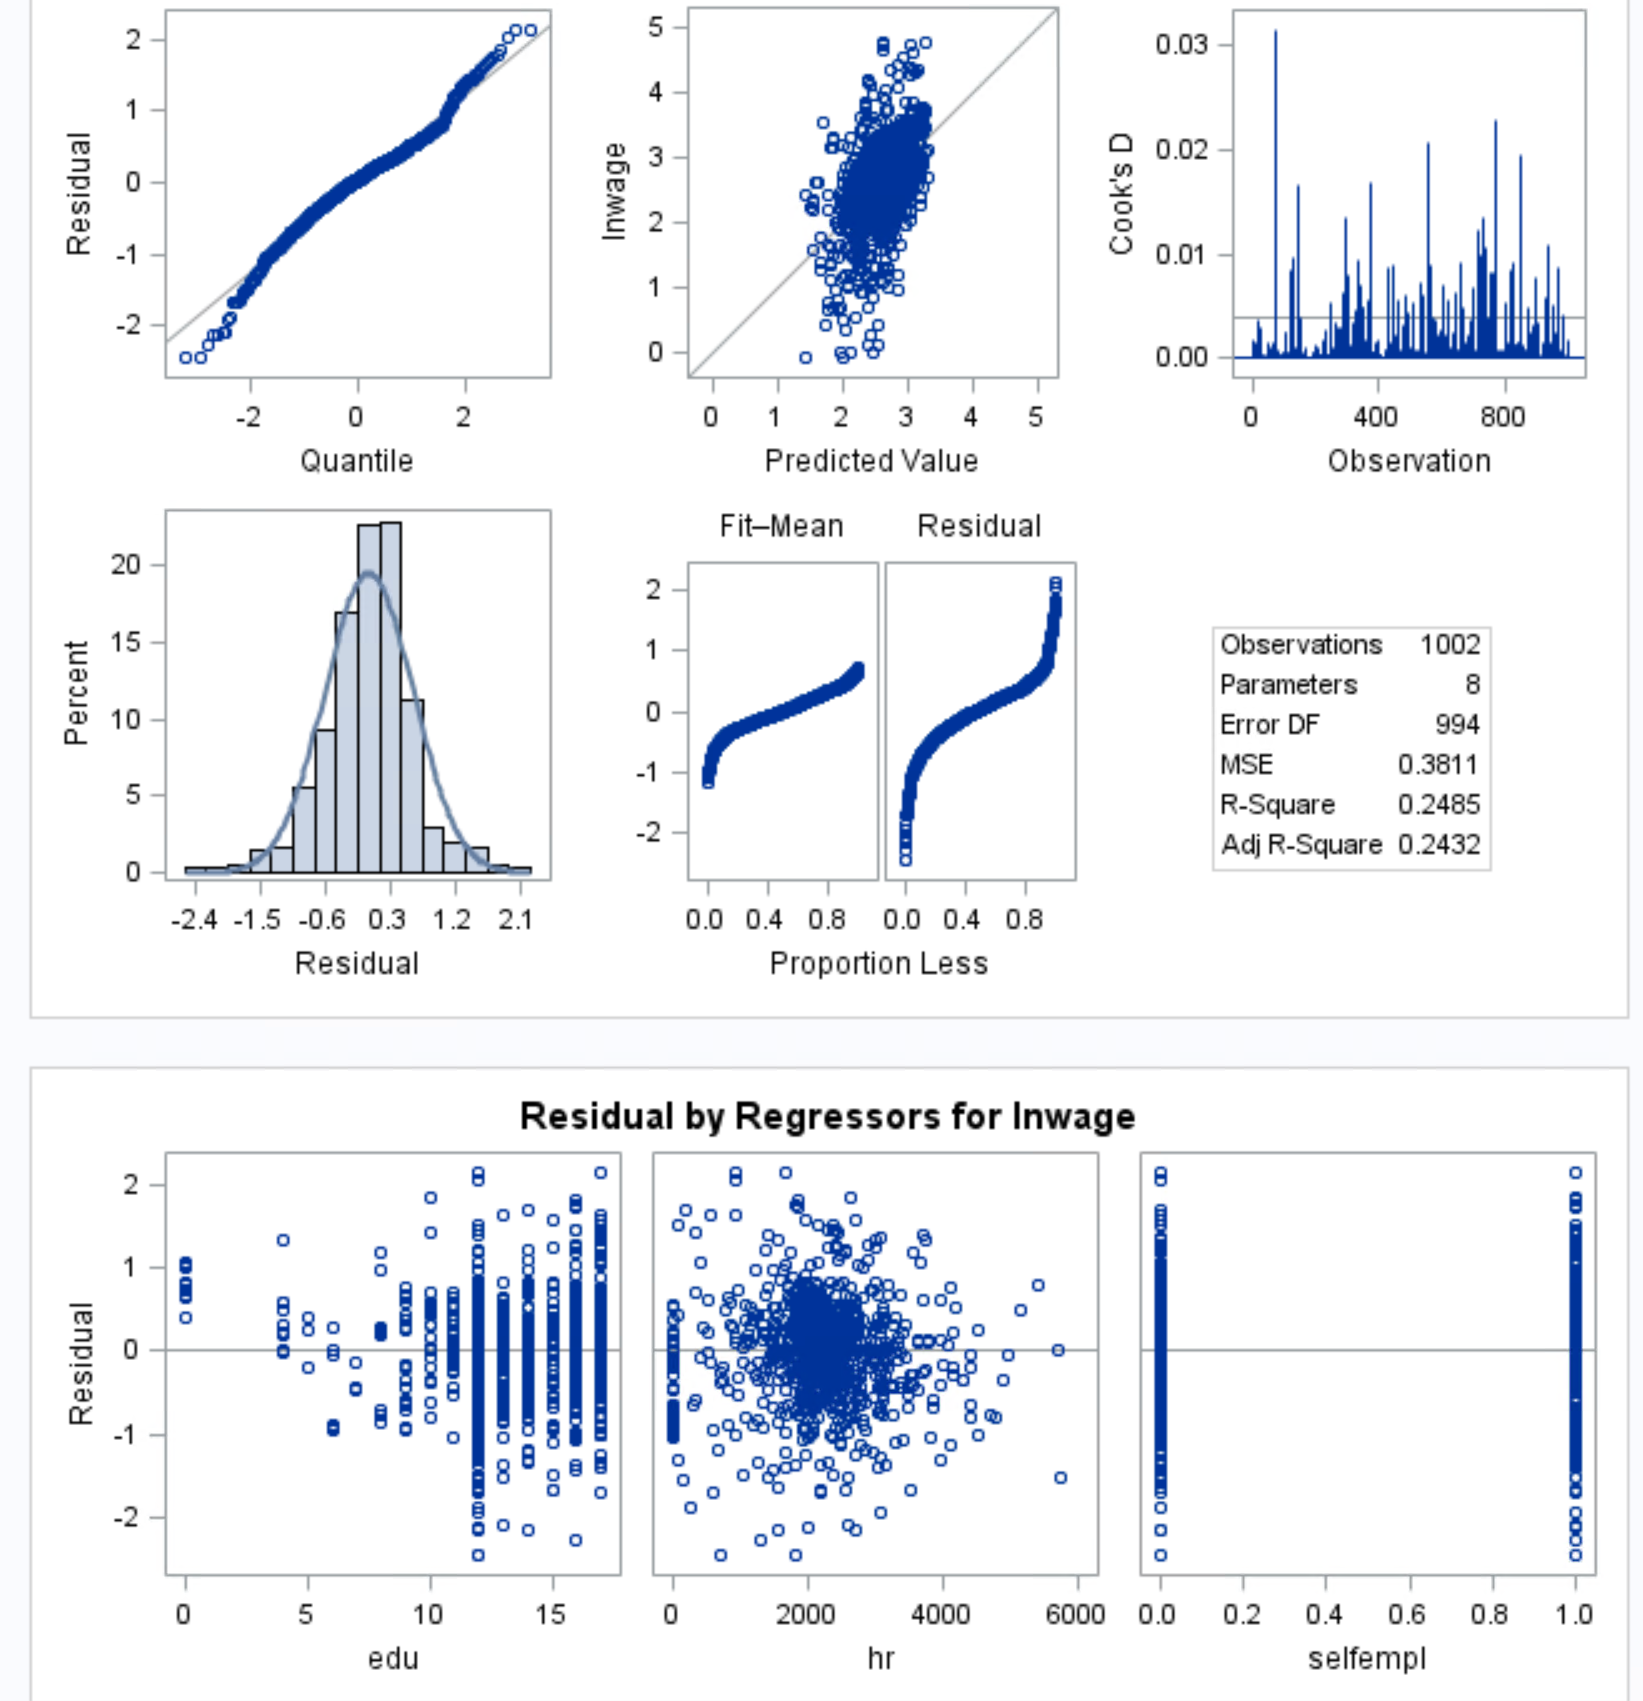 2
1
0
-1
-2
Residual
-2 0 2
Quantile
5
4
3
2
1
0
lnwage
0 1 2 3 4 5
Predicted Value
0.03
0.02
0.01
0.00
Cook's D
0 400 800
Observation
20
15
10
5
0
Percent
-2.4 -1.5 -0.6 0.3 1.2 2.1
Residual
Fit–Mean Residual
2
1
0
-1
-2
0.0 0.4 0.8 0.0 0.4 0.8
Proportion Less
Observations 1002
Parameters 8
Error DF 994
MSE 0.3811
R-Square 0.2485
Adj R-Square 0.2432
Residual by Regressors for lnwage
2
1
0
-1
-2
Residual
0 5 10 15
edu
0 2000 4000 6000
hr
0.0 0.2 0.4 0.6 0.8 1.0
selfempl